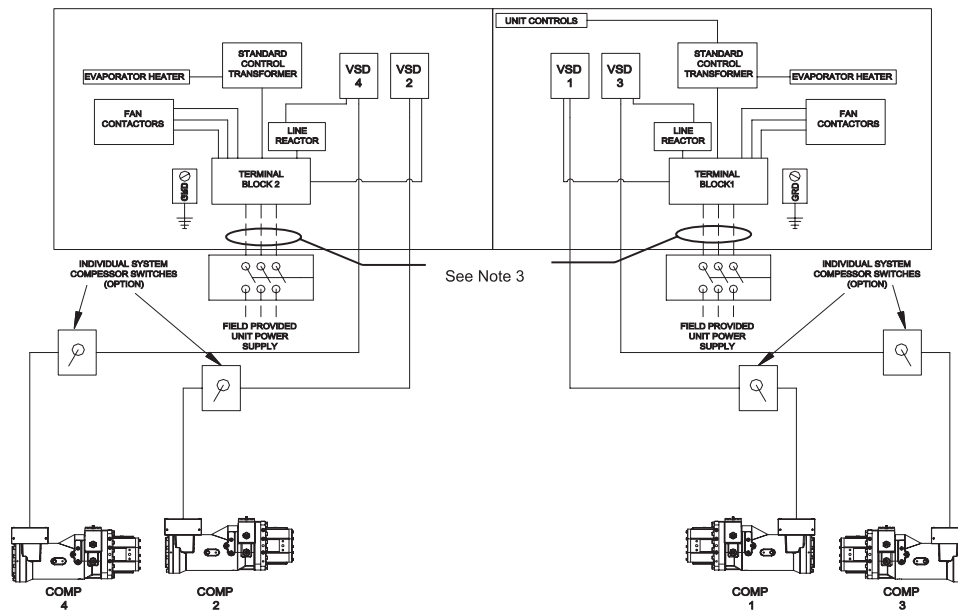 UNIT CONTROLS
STANDARD
CONTROL
TRANSFORMER
VSD
4
VSD
2
VSD
1
VSD
3
STANDARD
CONTROL
TRANSFORMER
EVAPORATOR HEATER
EVAPORATOR HEATER
FAN
CONTACTORS
LINE
REACTOR
LINE
REACTOR
FAN
CONTACTORS
TERMINAL
BLOCK 2
TERMINAL
BLOCK1
GRD
GRD
INDIVIDUAL SYSTEM
COMPESSOR SWITCHES
(OPTION)
See Note 3
INDIVIDUAL SYSTEM
COMPESSOR SWITCHES
(OPTION)
FIELD PROVIDED
UNIT POWER
SUPPLY
FIELD PROVIDED
UNIT POWER
SUPPLY
COMP
4
COMP
2
COMP
1
COMP
3